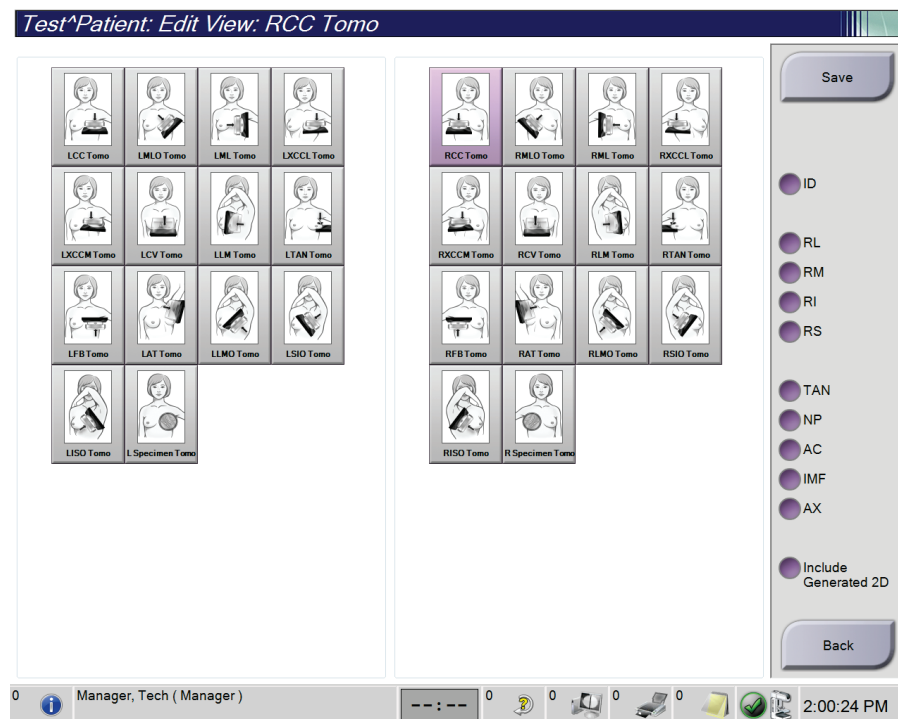 Test^Patient: Edit View: RCC Tomo
LCC Tomo LMLO Tomo LML Tomo LXCCL Tomo
LXCCM Tomo LCV Tomo LLM Tomo LTAN Tomo
LFB Tomo LAT Tomo LLMO Tomo LSIO Tomo
LISO Tomo L Specimen Tomo
RCC Tomo RMLO Tomo RML Tomo RXCCL Tomo
RXCCM Tomo RCV Tomo RLM Tomo RTAN Tomo
RFB Tomo RAT Tomo RLMO Tomo RSIO Tomo
RISO Tomo R Specimen Tomo
Save
ID
RL
RM
RI
RS
TAN
NP
AC
IMF
AX
Include
Generated 2D
Back
0 Manager, Tech ( Manager ) --:-- 0 0 0 0 2:00:24 PM